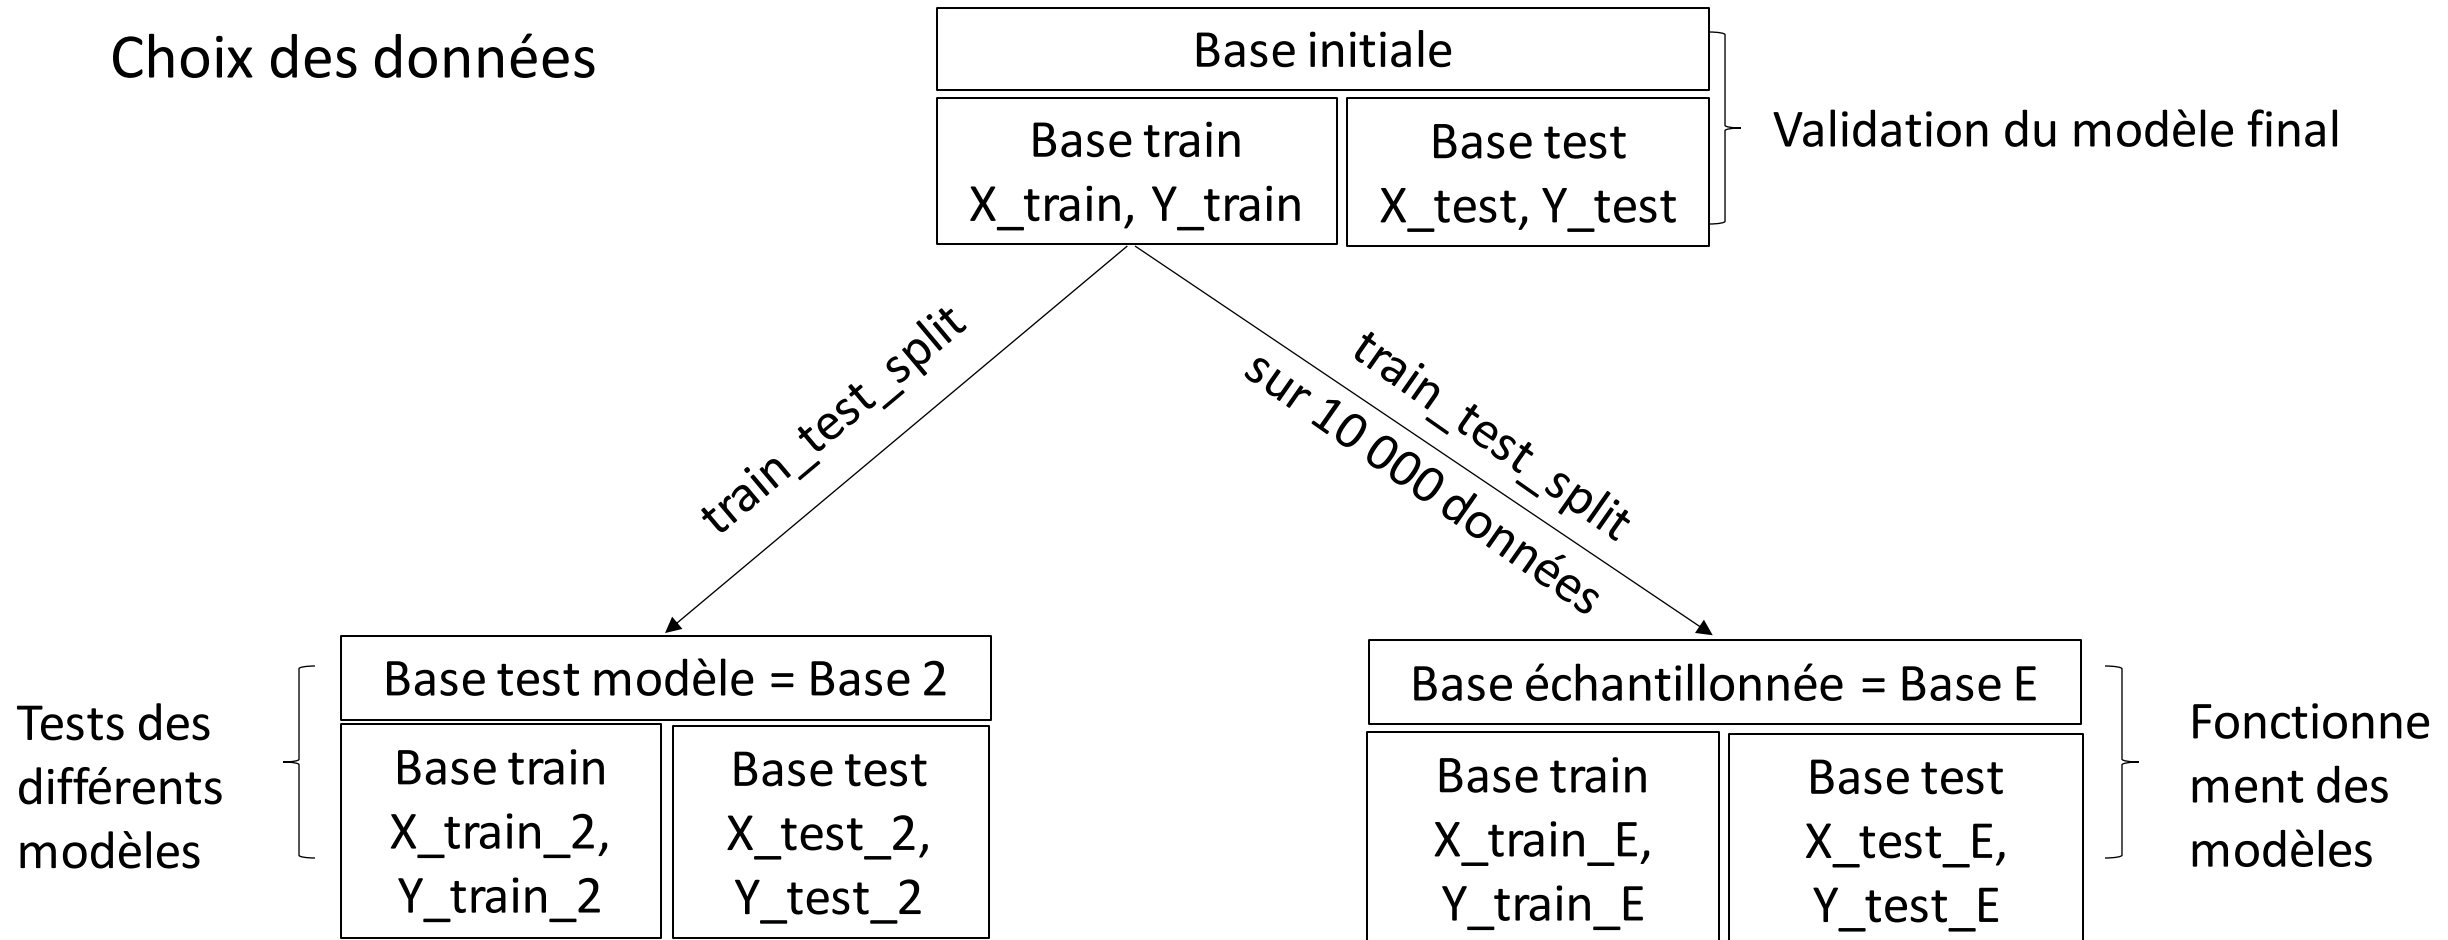 Choix des données
Base initiale
Base train
X_train, Y_train
Base test
X_test, Y_test
Validation du modèle final
train_test_split
train_test_split
sur 10 000 données
Tests des
différents
modèles
Base test modèle = Base 2
Base train
X_train_2,
Y_train_2
Base test
X_test_2,
Y_test_2
Base échantillonnée = Base E
Base train
X_train_E,
Y_train_E
Base test
X_test_E,
Y_test_E
Fonctionne
ment des
modèles